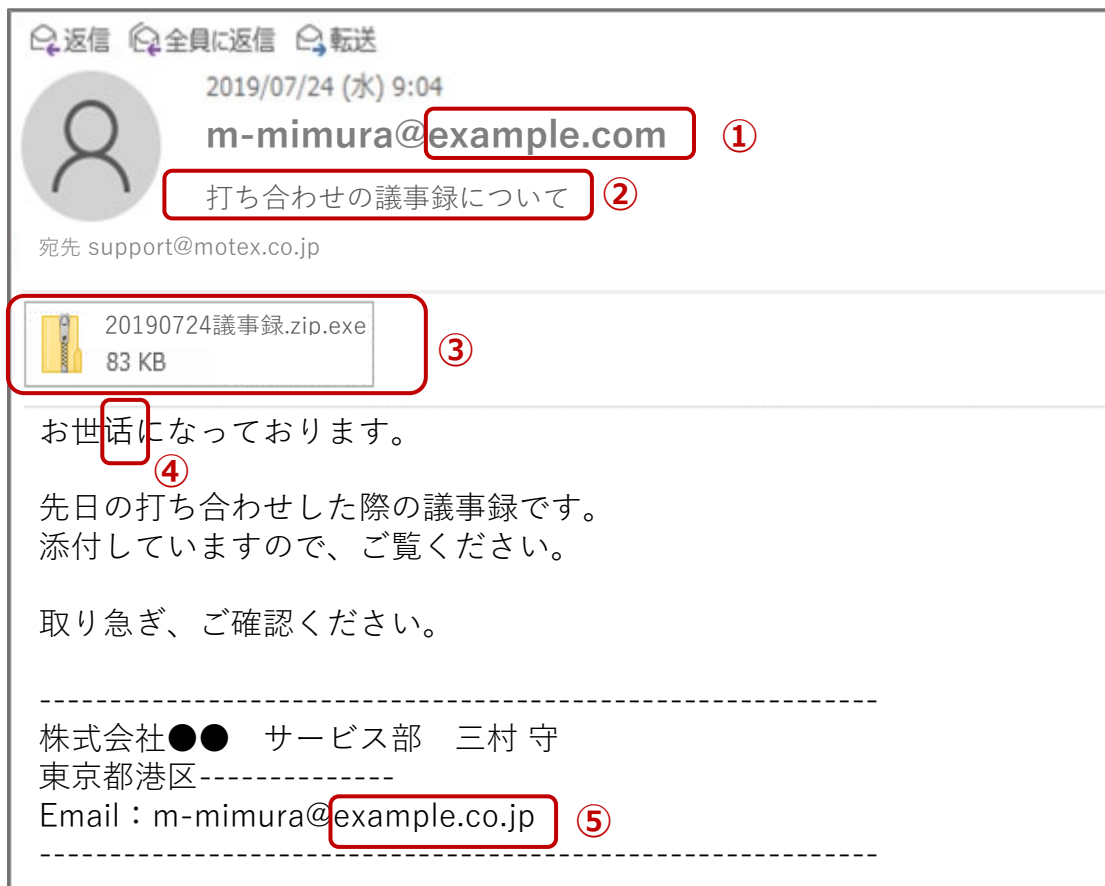 返信 全員に返信 転送
2019/07/24 (水) 9:04
m-mimura@example.com ①
打ち合わせの議事録について ②
宛先 support@motex.co.jp
20190724議事録.zip.exe
83 KB
③
お世话になっております。
④
先日の打ち合わせした際の議事録です。
添付していますので、ご覧ください。
取り急ぎ、ご確認ください。
------------------------------------------------------------
株式会社●●　サービス部　三村 守
東京都港区--------------
Email：m-mimura@example.co.jp ⑤
------------------------------------------------------------